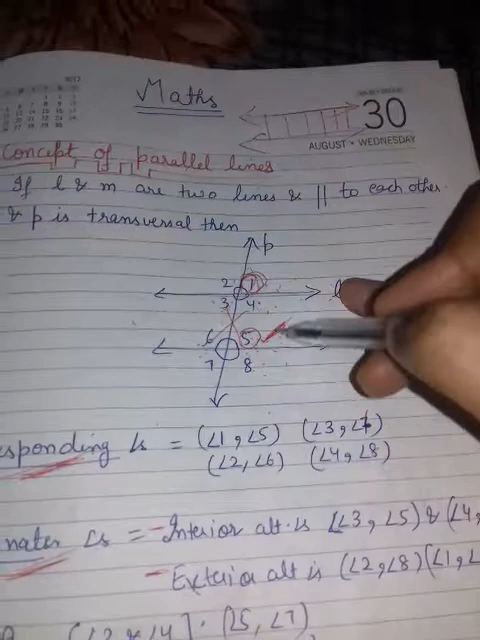 Maths
30
AUGUST • WEDNESDAY
Concept of parallel lines
If l & m are two lines & || to each other
& p is transversal then
p
2 1
3 4
l
6 5
7 8
sponding ∠s = (∠1, ∠5) (∠3, ∠7)
(∠2, ∠6) (∠4, ∠8)
nate ∠s = – Interior alt. ∠s (∠3, ∠5) & (∠4,
– Exterior alt ∠s (∠2, ∠8) (∠1, ∠
(∠5, ∠7)